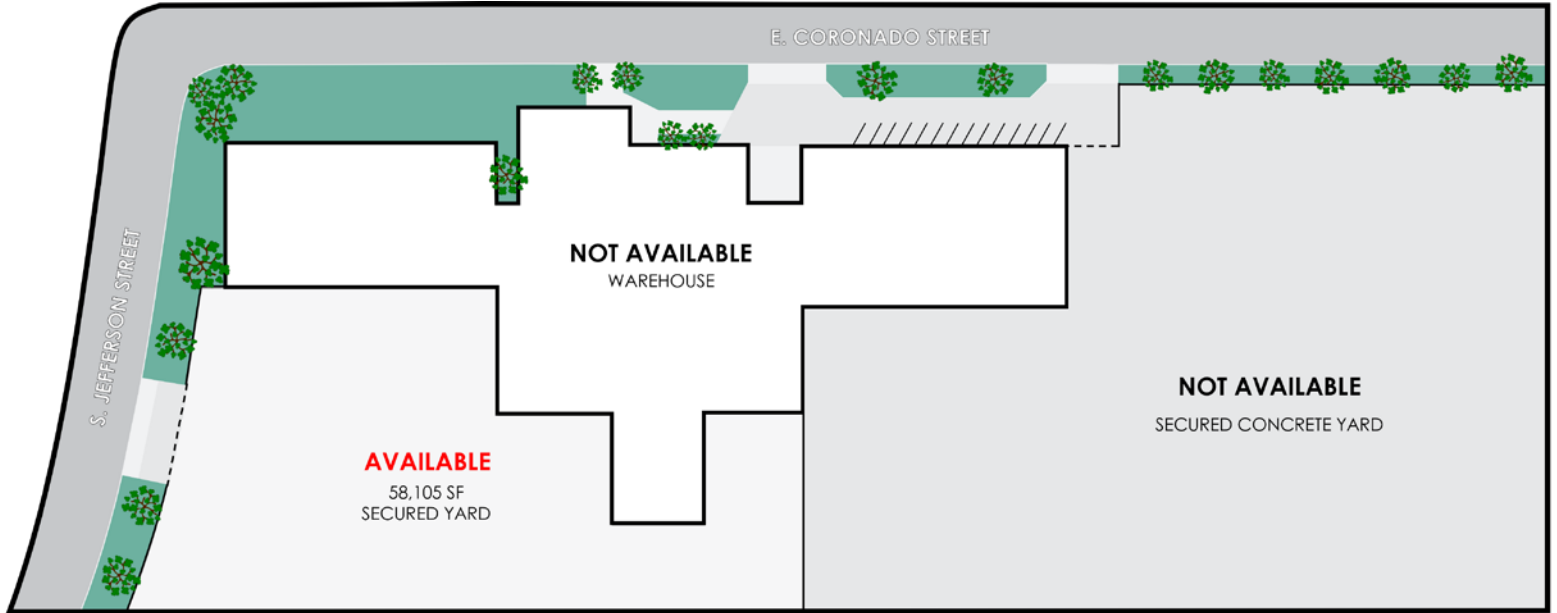 E. CORONADO STREET
S. JEFFERSON STREET
NOT AVAILABLE
WAREHOUSE
NOT AVAILABLE
SECURED CONCRETE YARD
AVAILABLE
58,105 SF
SECURED YARD